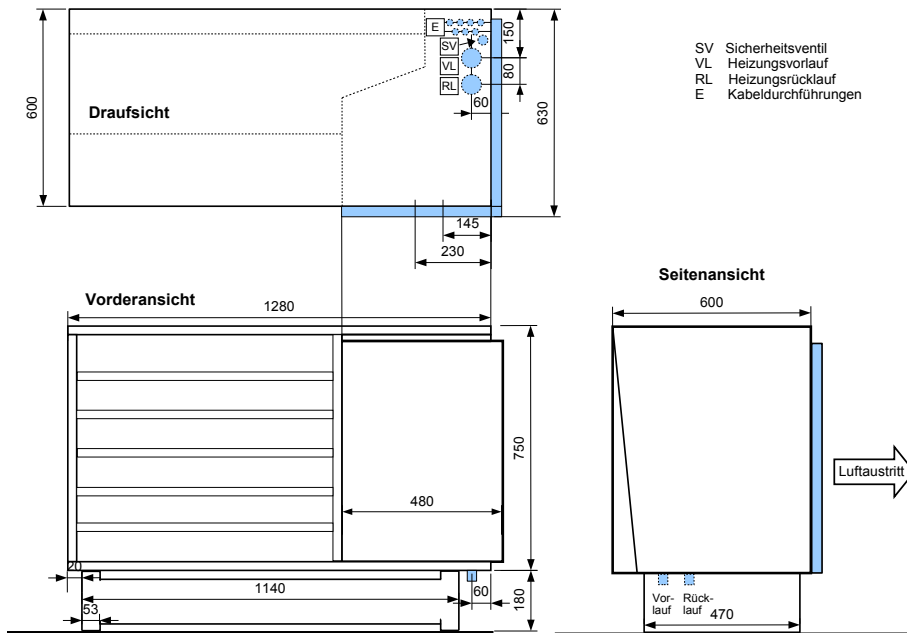 E
SV
VL
RL
150
80
60
600
630
Draufsicht
SV Sicherheitsventil
VL Heizungsvorlauf
RL Heizungsrücklauf
E Kabeldurchführungen
145
230
Vorderansicht
1280
Seitenansicht
600
750
480
Luftaustritt
20
1140
53
60
180
Vor-
lauf
Rück-
lauf
470